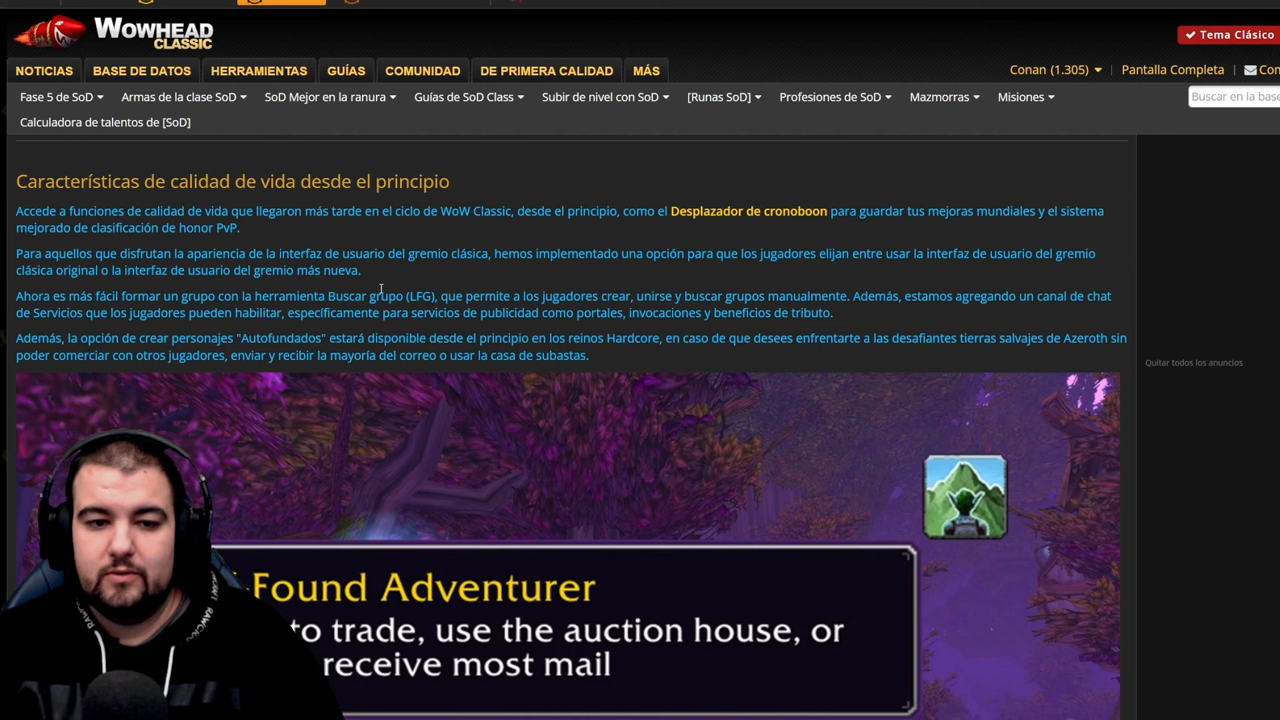 WOWHEAD
CLASSIC
Tema Clásico
NOTICIAS BASE DE DATOS HERRAMIENTAS GUÍAS COMUNIDAD DE PRIMERA CALIDAD MÁS
Conan (1.305) Pantalla Completa
Fase 5 de SoD Armas de la clase SoD SoD Mejor en la ranura Guías de SoD Class Subir de nivel con SoD [Runas SoD] Profesiones de SoD Mazmorras Misiones
Buscar en la base
Calculadora de talentos de [SoD]
Características de calidad de vida desde el principio
Accede a funciones de calidad de vida que llegaron más tarde en el ciclo de WoW Classic, desde el principio, como el Desplazador de cronoboon para guardar tus mejoras mundiales y el sistema
mejorado de clasificación de honor PvP.
Para aquellos que disfrutan la apariencia de la interfaz de usuario del gremio clásica, hemos implementado una opción para que los jugadores elijan entre usar la interfaz de usuario del gremio
clásica original o la interfaz de usuario del gremio más nueva.
Ahora es más fácil formar un grupo con la herramienta Buscar grupo (LFG), que permite a los jugadores crear, unirse y buscar grupos manualmente. Además, estamos agregando un canal de chat
de Servicios que los jugadores pueden habilitar, específicamente para servicios de publicidad como portales, invocaciones y beneficios de tributo.
Además, la opción de crear personajes "Autofundados" estará disponible desde el principio en los reinos Hardcore, en caso de que desees enfrentarte a las desafiantes tierras salvajes de Azeroth sin
poder comerciar con otros jugadores, enviar y recibir la mayoría del correo o usar la casa de subastas.
Quitar todos los anuncios
Found Adventurer
to trade, use the auction house, or
receive most mail